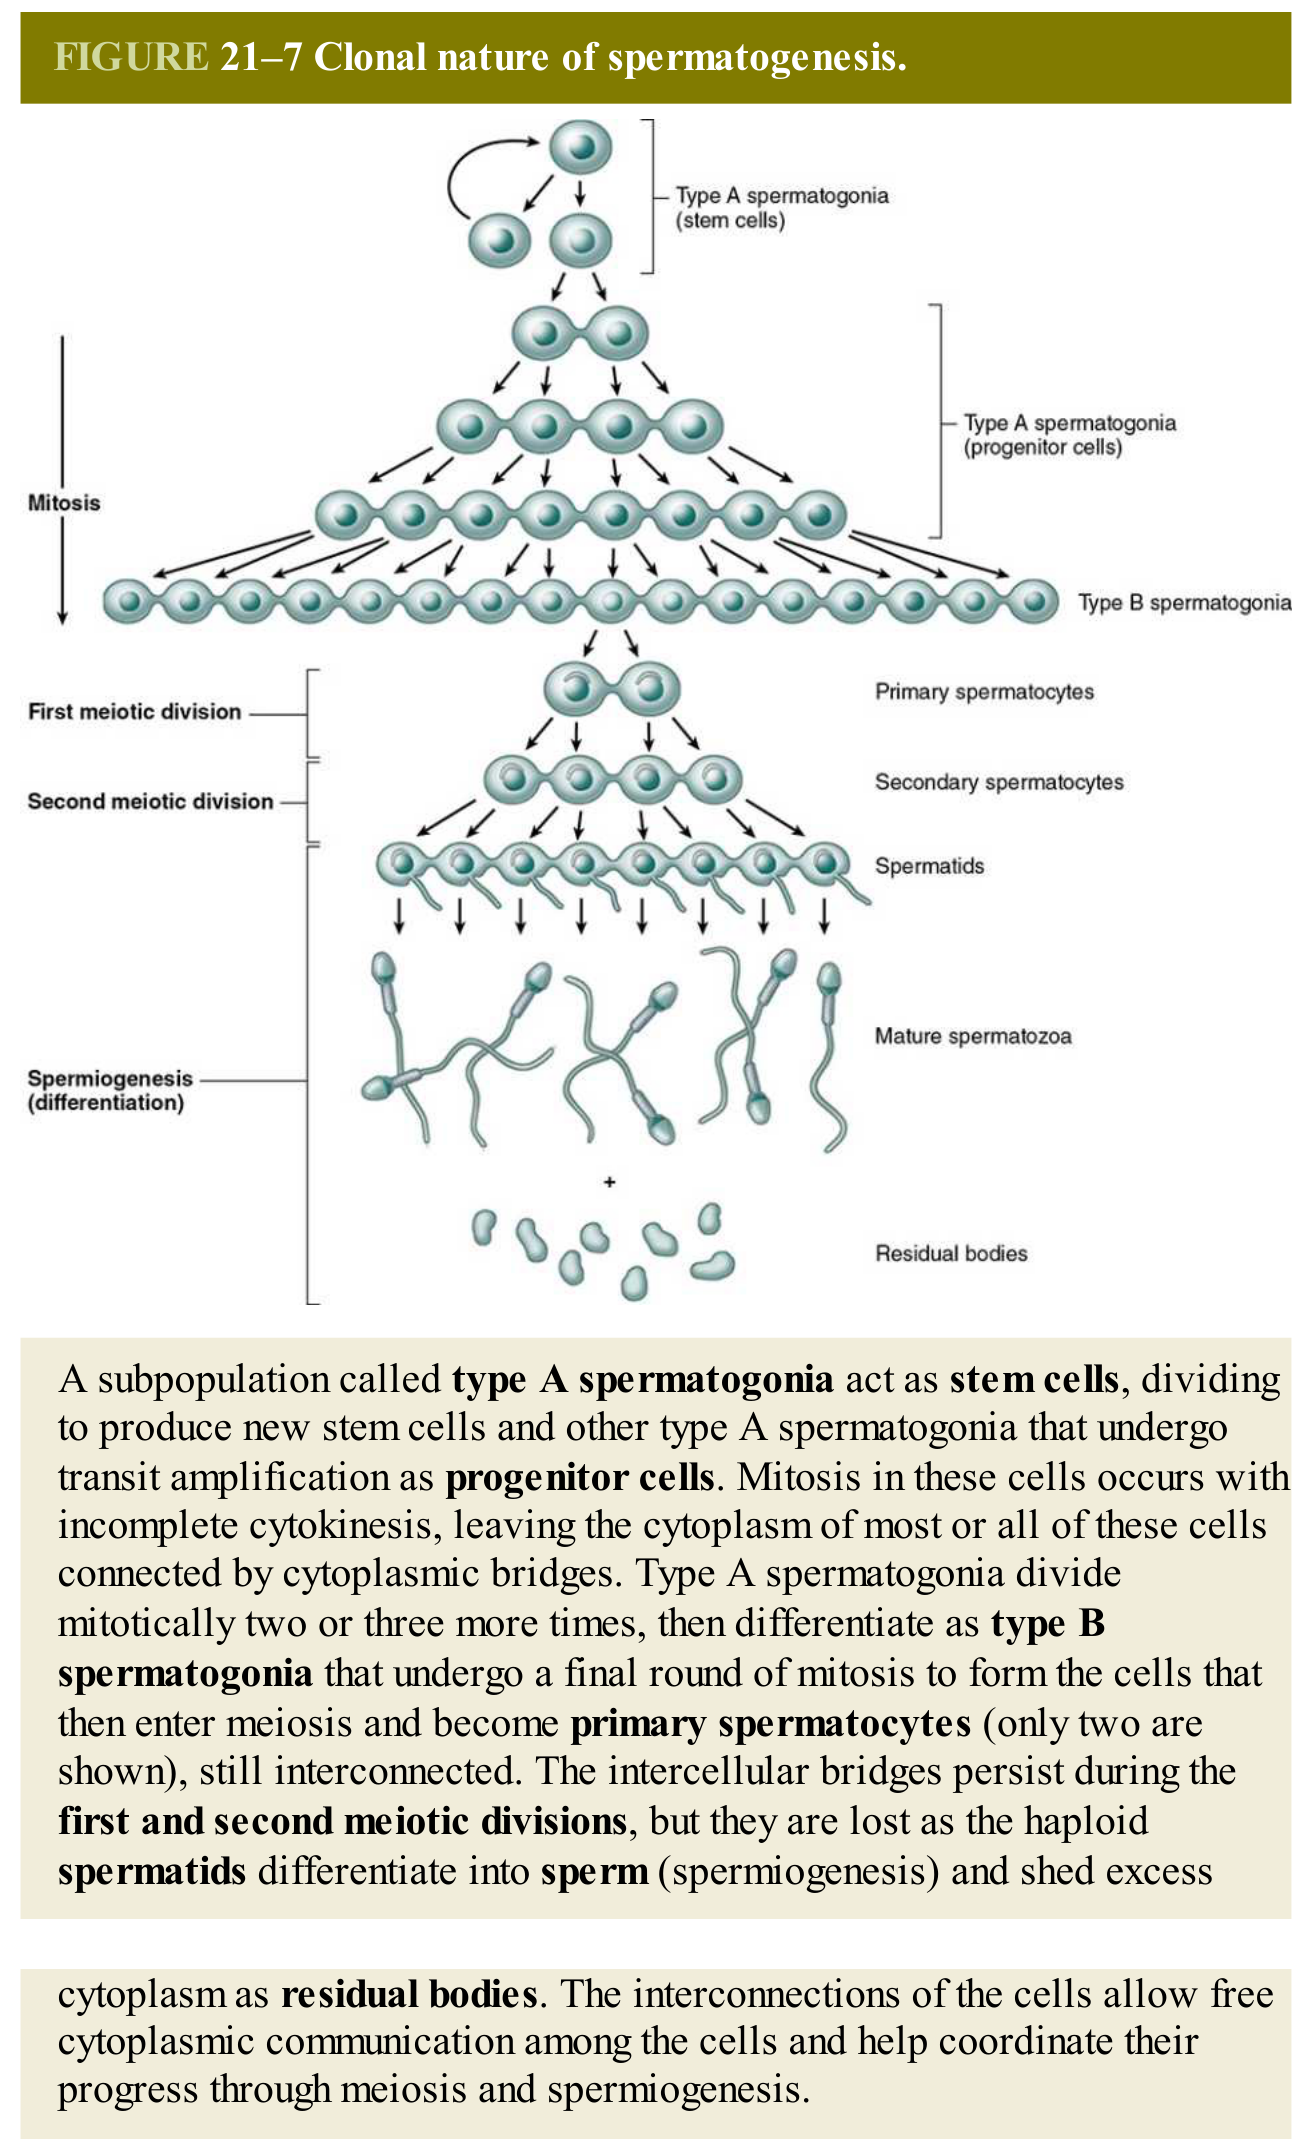 FIGURE 21–7 Clonal nature of spermatogenesis.
Type A spermatogonia
(stem cells)
Type A spermatogonia
(progenitor cells)
Mitosis
Type B spermatogonia
Primary spermatocytes
First meiotic division
Secondary spermatocytes
Second meiotic division
Spermatids
Mature spermatozoa
Spermiogenesis
(differentiation)
+
Residual bodies
A subpopulation called type A spermatogonia act as stem cells, dividing
to produce new stem cells and other type A spermatogonia that undergo
transit amplification as progenitor cells. Mitosis in these cells occurs with
incomplete cytokinesis, leaving the cytoplasm of most or all of these cells
connected by cytoplasmic bridges. Type A spermatogonia divide
mitotically two or three more times, then differentiate as type B
spermatogonia that undergo a final round of mitosis to form the cells that
then enter meiosis and become primary spermatocytes (only two are
shown), still interconnected. The intercellular bridges persist during the
first and second meiotic divisions, but they are lost as the haploid
spermatids differentiate into sperm (spermiogenesis) and shed excess
cytoplasm as residual bodies. The interconnections of the cells allow free
cytoplasmic communication among the cells and help coordinate their
progress through meiosis and spermiogenesis.